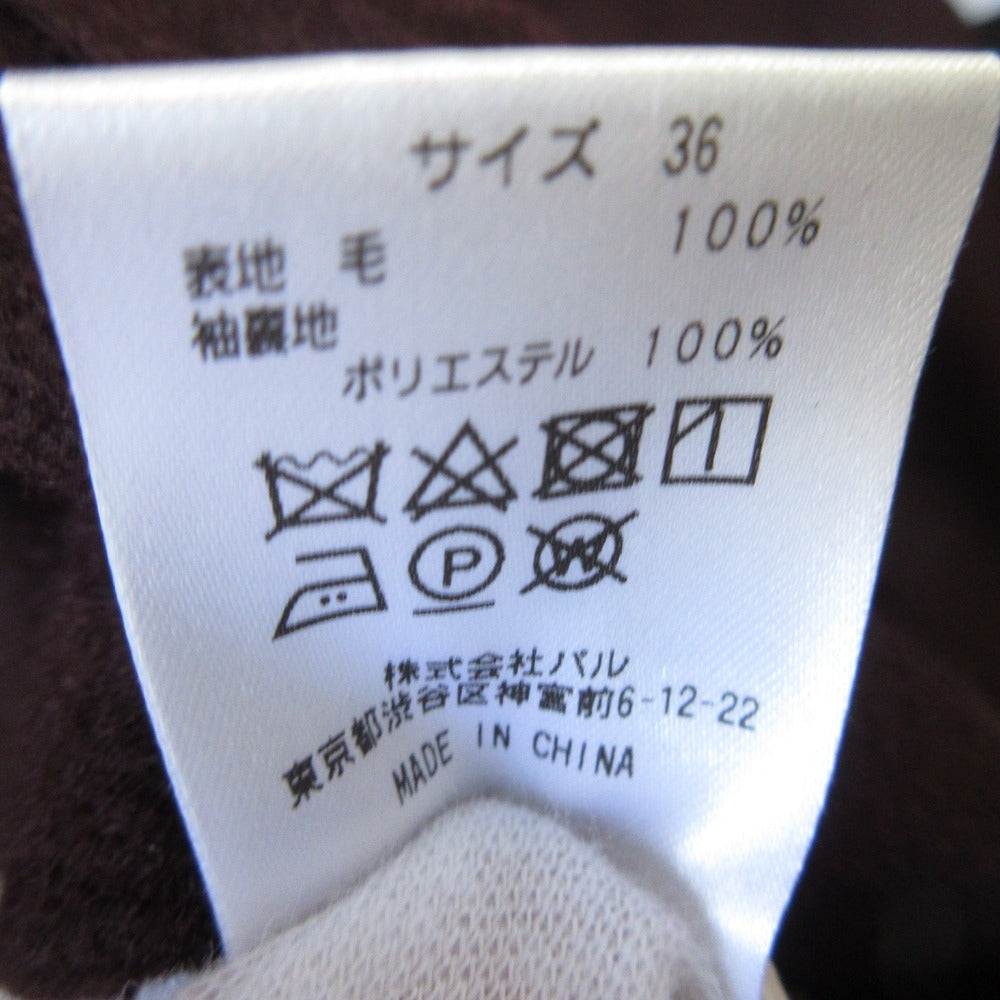 サイズ 36
表地 毛 100%
袖裏地
ポリエステル 100%
P W
株式会社パル
東京都渋谷区神宮前6-12-22
MADE IN CHINA